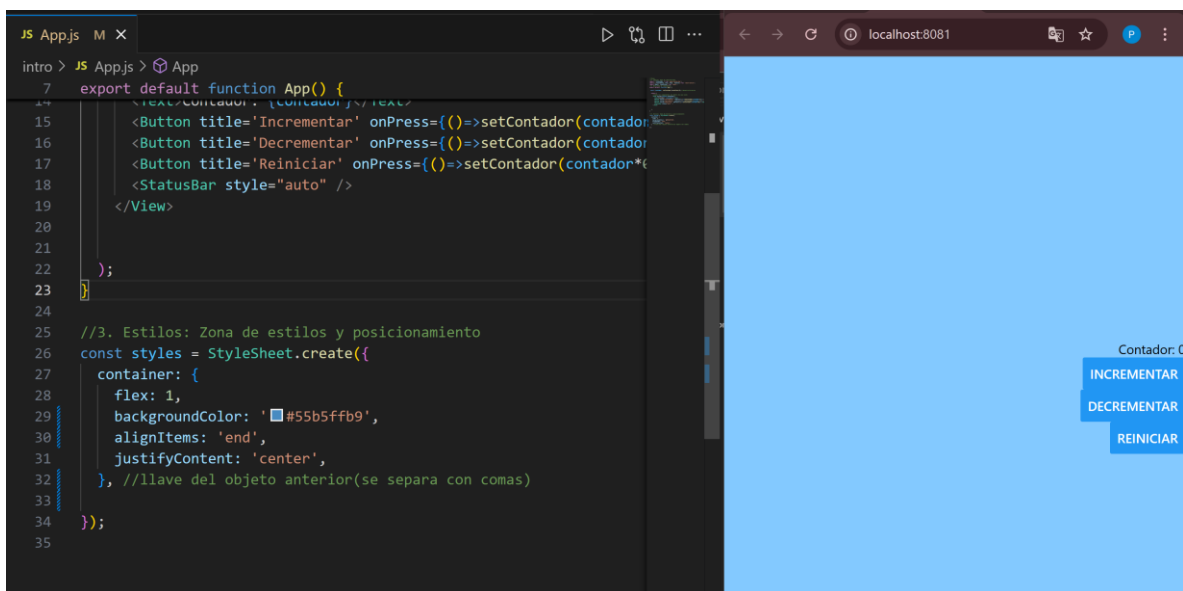 JS App.js M
intro > JS App.js > App
7 export default function App() {
14 <Text>Contador: {contador}</Text>
15 <Button title='Incrementar' onPress={()=>setContador(contador
16 <Button title='Decrementar' onPress={()=>setContador(contador
17 <Button title='Reiniciar' onPress={()=>setContador(contador*0
18 <StatusBar style="auto" />
19 </View>
20
21
22 );
23 }
24
25 //3. Estilos: Zona de estilos y posicionamiento
26 const styles = StyleSheet.create({
27 container: {
28 flex: 1,
29 backgroundColor: '#55b5ffb9',
30 alignItems: 'end',
31 justifyContent: 'center',
32 }, //llave del objeto anterior(se separa con comas)
33
34 });
35
localhost:8081
P
Contador: 0
INCREMENTAR
DECREMENTAR
REINICIAR